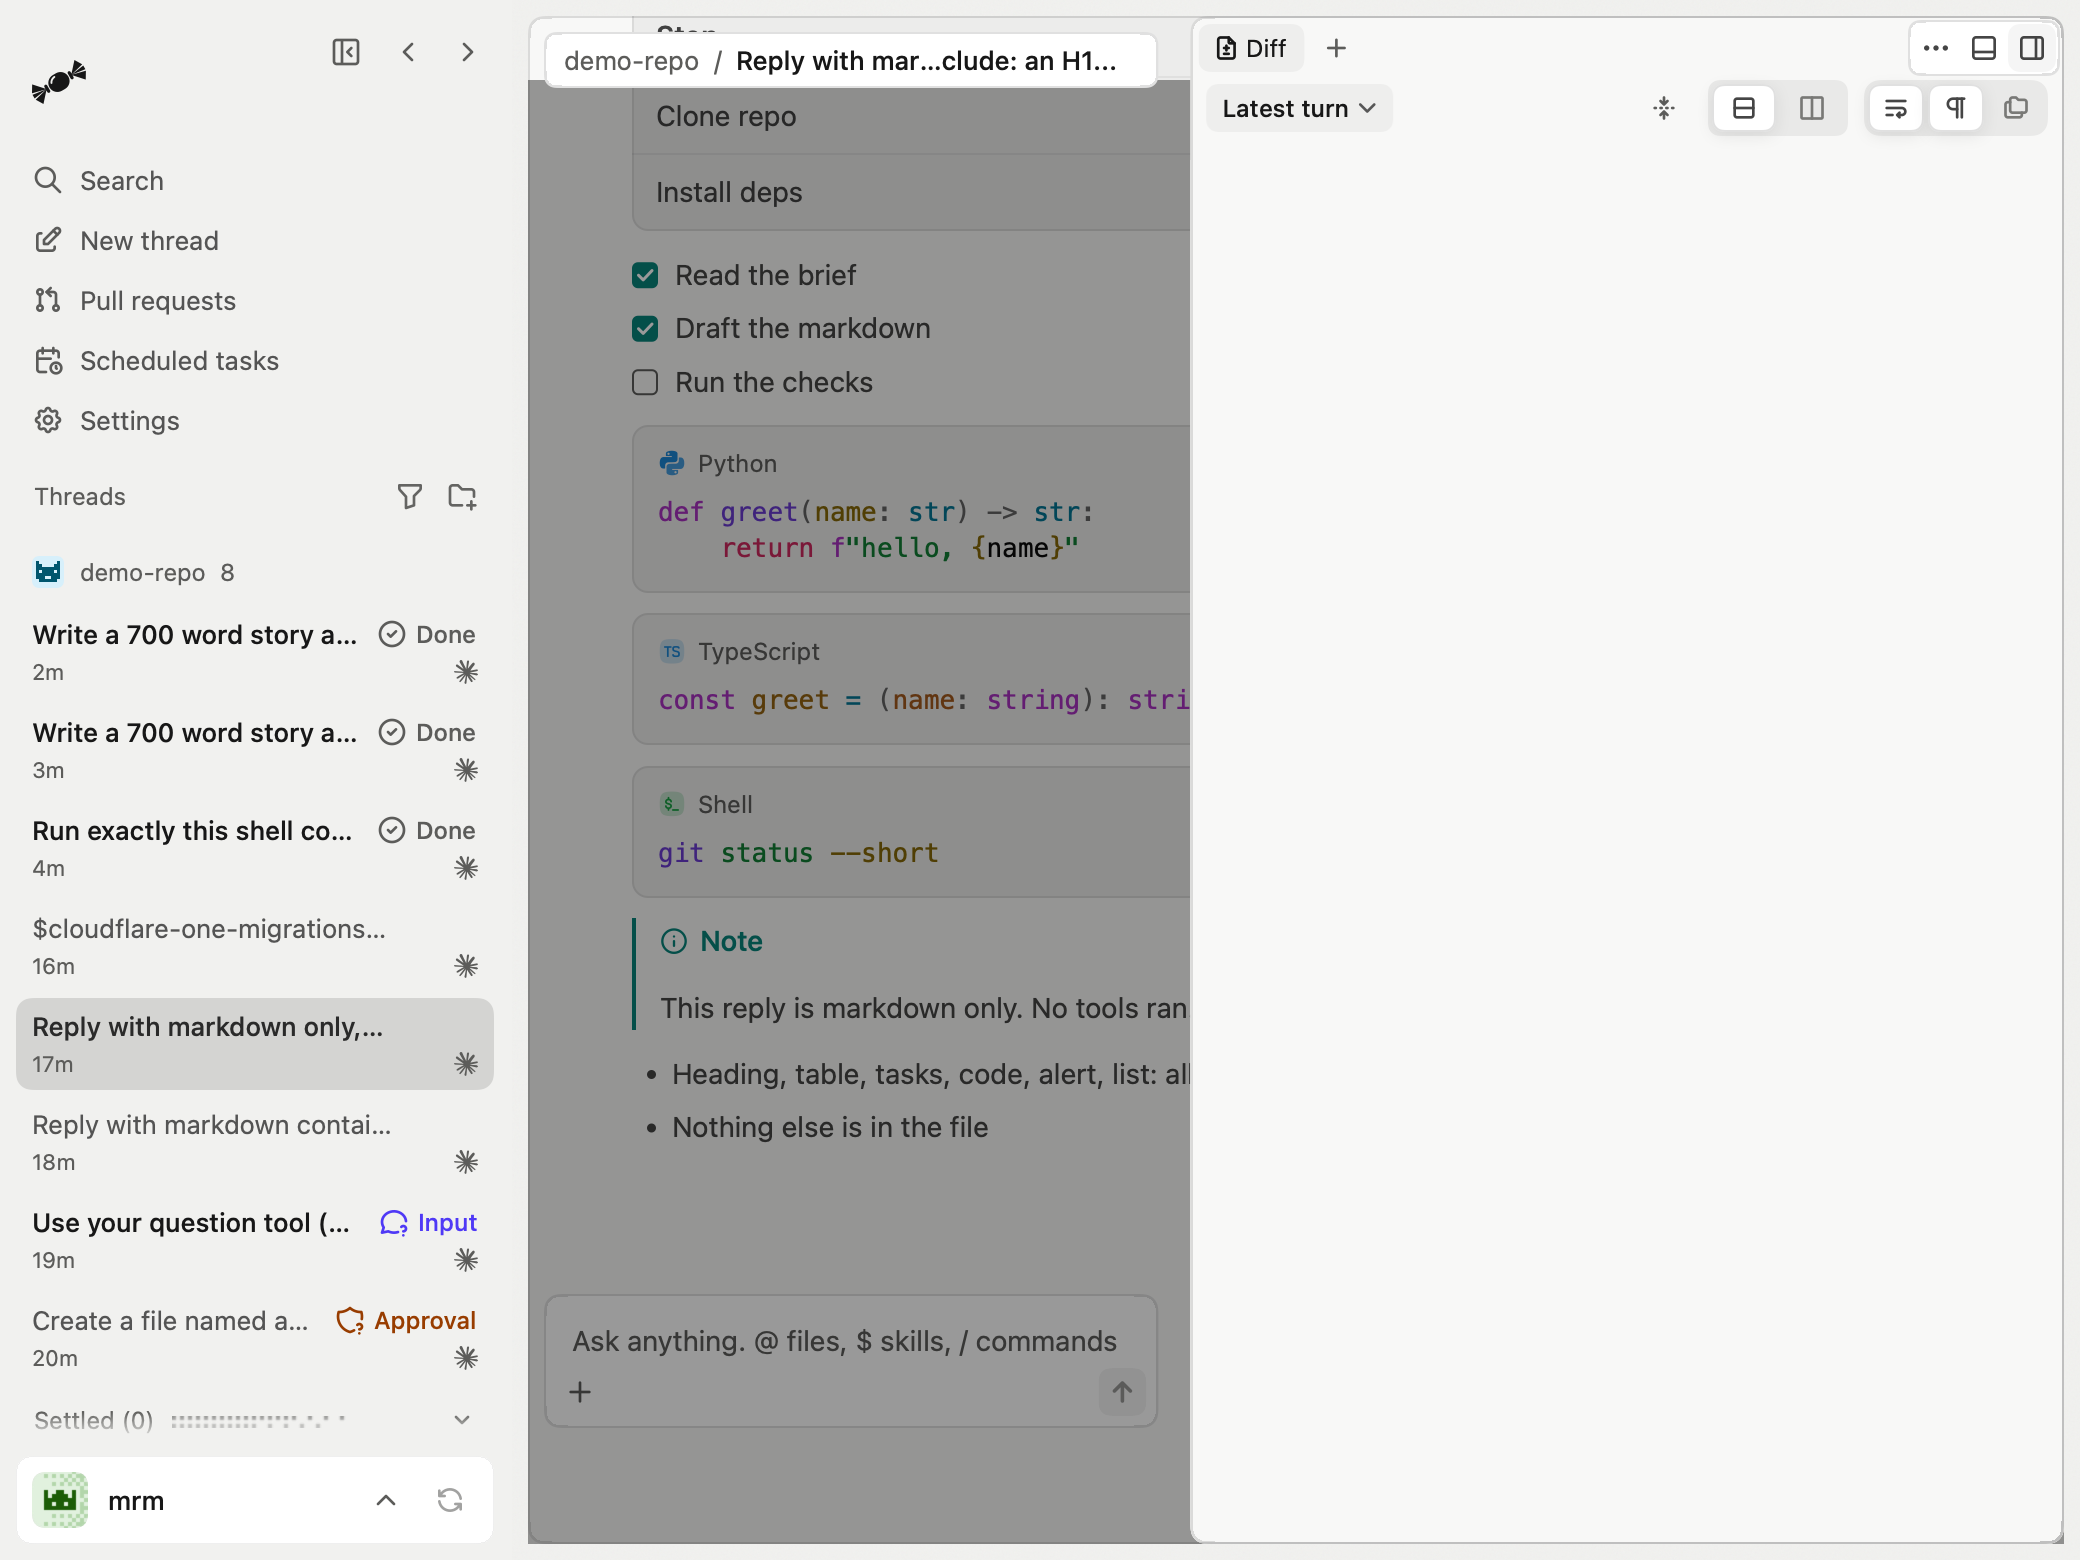 Search
New thread
Pull requests
Scheduled tasks
Settings
Threads
demo-repo 8
Write a 700 word story a... Done
2m
Write a 700 word story a... Done
3m
Run exactly this shell co... Done
4m
$cloudflare-one-migrations...
16m
Reply with markdown only,...
17m
Reply with markdown contai...
18m
Use your question tool (... Input
19m
Create a file named a... Approval
20m
Settled (0)
mrm
demo-repo / Reply with mar...clude: an H1...
Clone repo
Install deps
Read the brief
Draft the markdown
Run the checks
Python
def greet(name: str) -> str:
return f"hello, {name}"
TS TypeScript
const greet = (name: string): stri
$_ Shell
git status --short
Note
This reply is markdown only. No tools ran
Heading, table, tasks, code, alert, list: all
Nothing else is in the file
Ask anything. @ files, $ skills, / commands
Diff
Latest turn